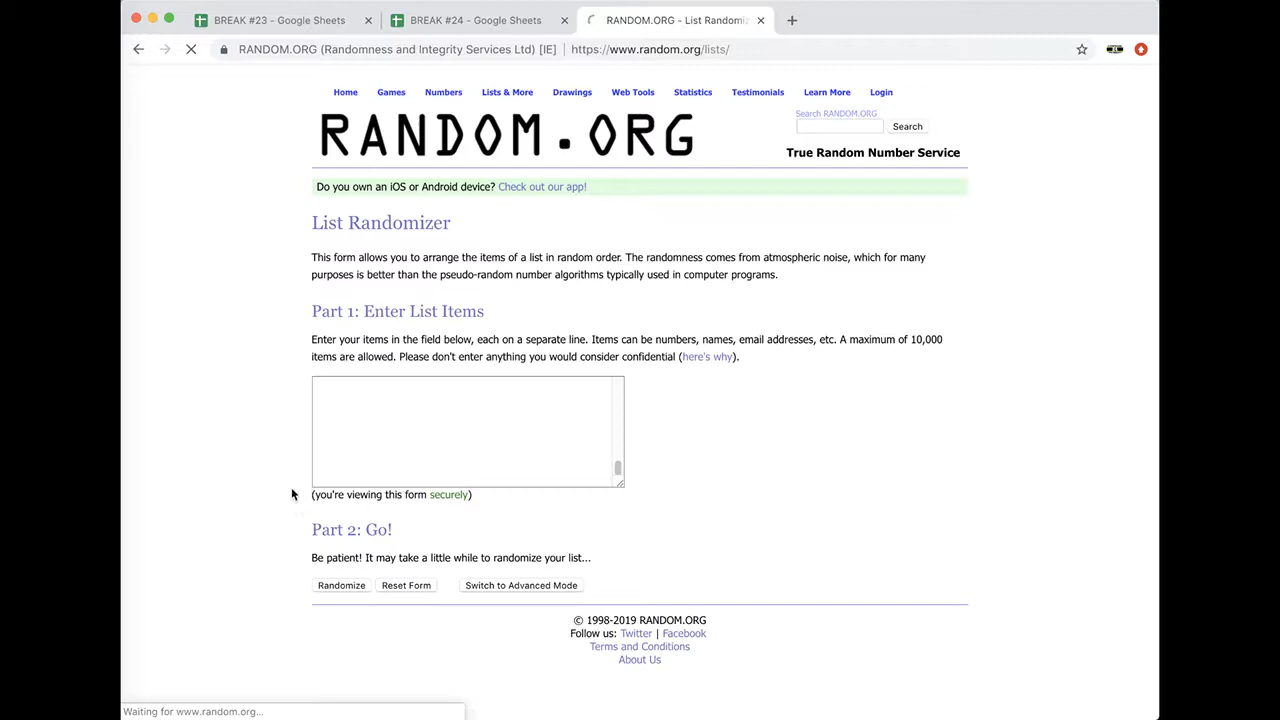 BREAK #23 - Google Sheets
BREAK #24 - Google Sheets
RANDOM.ORG - List Randomiz
RANDOM.ORG (Randomness and Integrity Services Ltd) [IE] | https://www.random.org/lists/
Home Games Numbers Lists & More Drawings Web Tools Statistics Testimonials Learn More Login
RANDOM.ORG
Search RANDOM.ORG
Search
True Random Number Service
Do you own an iOS or Android device? Check out our app!
List Randomizer
This form allows you to arrange the items of a list in random order. The randomness comes from atmospheric noise, which for many
purposes is better than the pseudo-random number algorithms typically used in computer programs.
Part 1: Enter List Items
Enter your items in the field below, each on a separate line. Items can be numbers, names, email addresses, etc. A maximum of 10,000
items are allowed. Please don't enter anything you would consider confidential (here's why).
(you're viewing this form securely)
Part 2: Go!
Be patient! It may take a little while to randomize your list...
Randomize Reset Form Switch to Advanced Mode
© 1998-2019 RANDOM.ORG
Follow us: Twitter | Facebook
Terms and Conditions
About Us
Waiting for www.random.org...